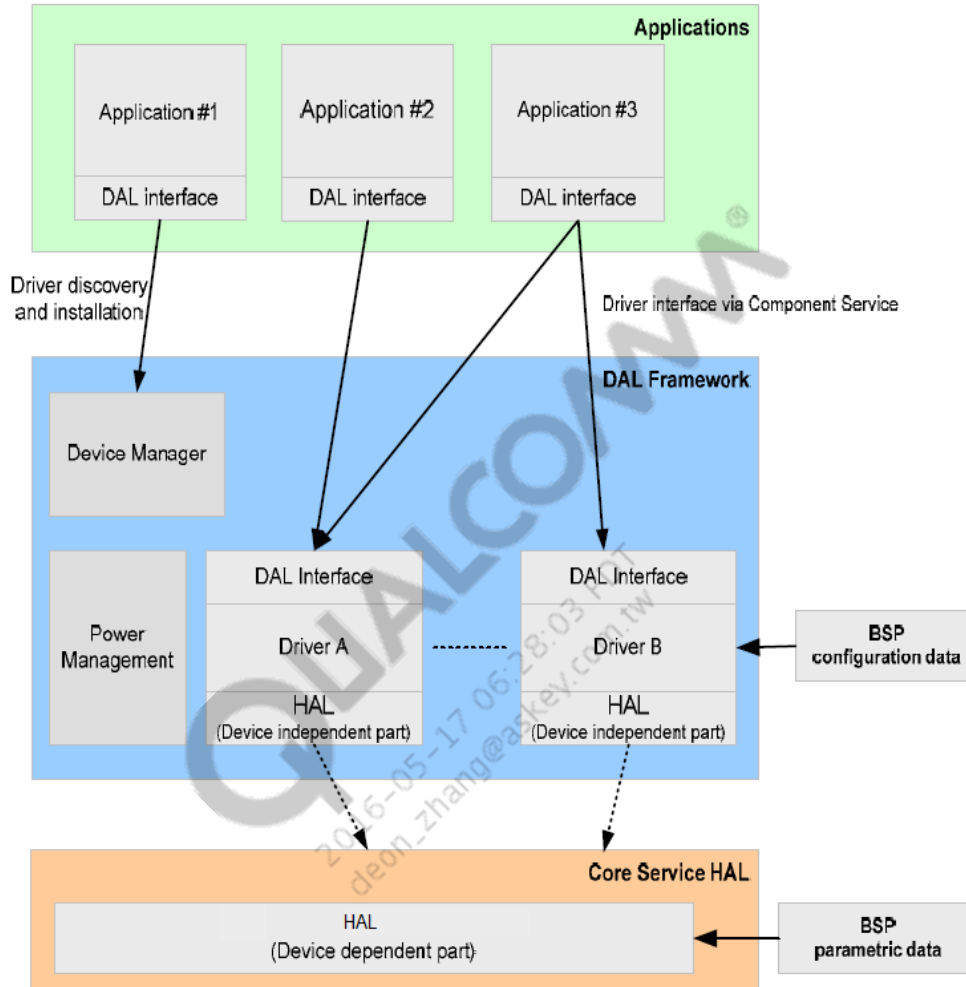 Applications
Application #1
Application #2
Application #3
DAL interface
DAL interface
DAL interface
Driver discovery
and installation
Driver interface via Component Service
DAL Framework
Device Manager
Power
Management
DAL Interface
Driver A
HAL
(Device independent part)
DAL Interface
Driver B
HAL
(Device independent part)
BSP
configuration data
QUALCOMM®
2016-05-17 06:28:03 PDT
deon_zhang@askey.com.tw
Core Service HAL
HAL
(Device dependent part)
BSP
parametric data